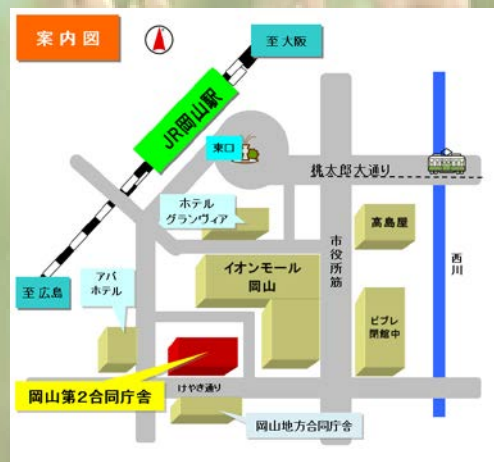 案内図
至 大阪
JR岡山駅
東口
桃太郎大通り
ホテル
グランヴィア
高島屋
市役所筋
西川
イオンモール
岡山
アパ
ホテル
至 広島
ビブレ
閉館中
岡山第2合同庁舎
けやき通り
岡山地方合同庁舎